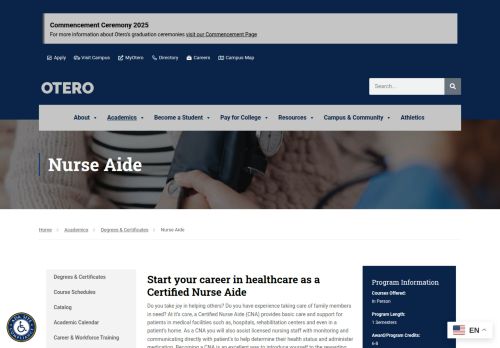 Commencement Ceremony 2025
For more information about Otero's graduation ceremonies visit our Commencement Page
Apply Visit Campus MyOtero Directory Careers Campus Map
OTERO
Search...
About Academics Become a Student Pay for College Resources Campus & Community Athletics
Nurse Aide
Home Academics Degrees & Certificates Nurse Aide
Degrees & Certificates
Course Schedules
Catalog
Academic Calendar
Career & Workforce Training
Start your career in healthcare as a
Certified Nurse Aide
Do you take joy in helping others? Do you have experience taking care of family members
in need? At it's core, a Certified Nurse Aide (CNA) provides basic care and support for
patients in medical facilities such as, hospitals, rehabilitation centers and even in a
patient's home. As a CNA you will also assist licensed nursing staff with monitoring and
communicating directly with patient's to help determine their health status and administer
medication. Becoming a CNA is an excellent way to introduce yourself to the rewarding
Program Information
Courses Offered:
In Person
Program Length:
1 Semesters
Award/Program Credits:
6-8
EN